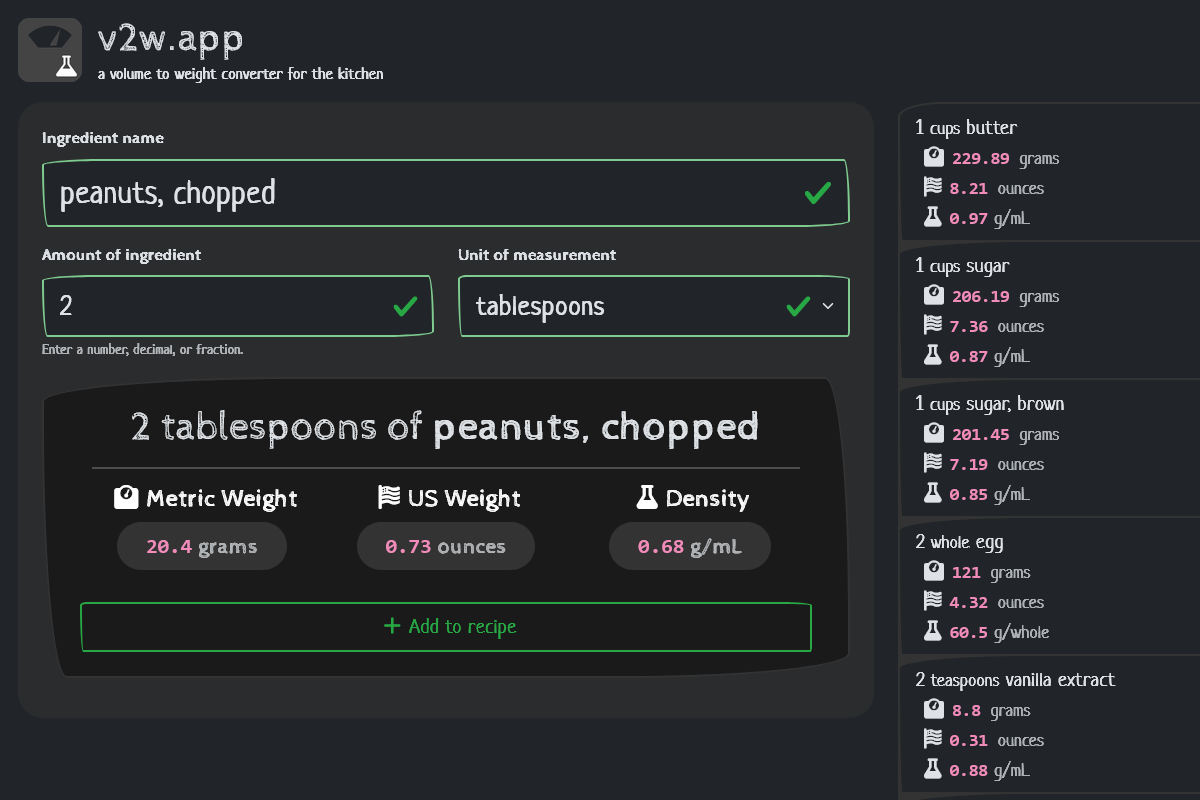 v2w.app
a volume to weight converter for the kitchen
Ingredient name
peanuts, chopped
Amount of ingredient
Unit of measurement
2
tablespoons
Enter a number, decimal, or fraction.
2 tablespoons of peanuts, chopped
Metric Weight
US Weight
Density
20.4 grams
0.73 ounces
0.68 g/mL
+ Add to recipe
1 cups butter
229.89 grams
8.21 ounces
0.97 g/mL
1 cups sugar
206.19 grams
7.36 ounces
0.87 g/mL
1 cups sugar, brown
201.45 grams
7.19 ounces
0.85 g/mL
2 whole egg
121 grams
4.32 ounces
60.5 g/whole
2 teaspoons vanilla extract
8.8 grams
0.31 ounces
0.88 g/mL